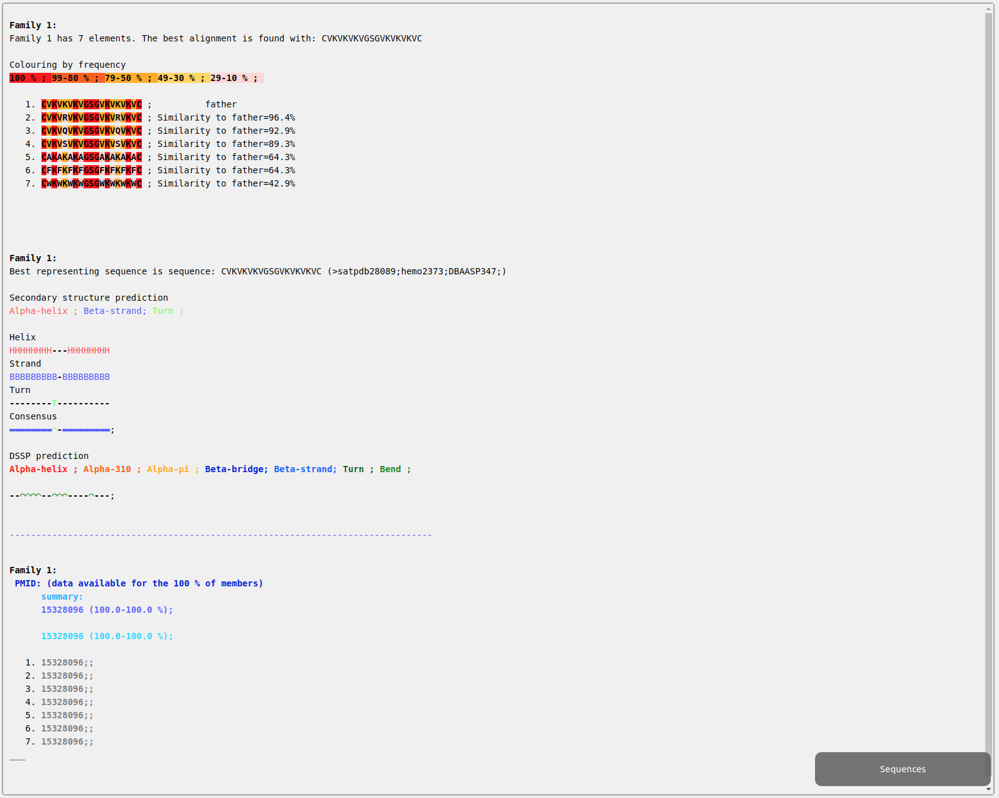 Family 1:
Family 1 has 7 elements. The best alignment is found with: CVKVKVKVGSGVKVKVKVC
Colouring by frequency
100 % ; 99-80 % ; 79-50 % ; 49-30 % ; 29-10 % ;
1. CVKVKVKVGSGVKVKVKVC ; father
2. CVKVRVKVGSGVKVRVKVC ; Similarity to father=96.4%
3. CVKVQVKVGSGVKVQVKVC ; Similarity to father=92.9%
4. CVKVSVKVGSGVKVSVKVC ; Similarity to father=89.3%
5. CAKAKAKAGSGAKAKAKAC ; Similarity to father=64.3%
6. CFKFKFKFGSGFKFKFKFC ; Similarity to father=64.3%
7. CWKWKWKWGSGWKWKWKWC ; Similarity to father=42.9%
Family 1:
Best representing sequence is sequence: CVKVKVKVGSGVKVKVKVC (>satpdb28089;hemo2373;DBAASP347;)
Secondary structure prediction
Alpha-helix ; Beta-strand; Turn ;
Helix
HHHHHHHH---HHHHHHHH
Strand
BBBBBBBBB-BBBBBBBBB
Turn
--------T----------
Consensus
========⌒-=========;
DSSP prediction
Alpha-helix ; Alpha-310 ; Alpha-pi ; Beta-bridge; Beta-strand; Turn ; Bend ;
--⌒⌒⌒⌒--⌒⌒⌒----⌒---;
--------------------------------------------------------------------------------
Family 1:
PMID: (data available for the 100 % of members)
summary:
15328096 (100.0-100.0 %);
15328096 (100.0-100.0 %);
1. 15328096;;
2. 15328096;;
3. 15328096;;
4. 15328096;;
5. 15328096;;
6. 15328096;;
7. 15328096;;
___
Sequences